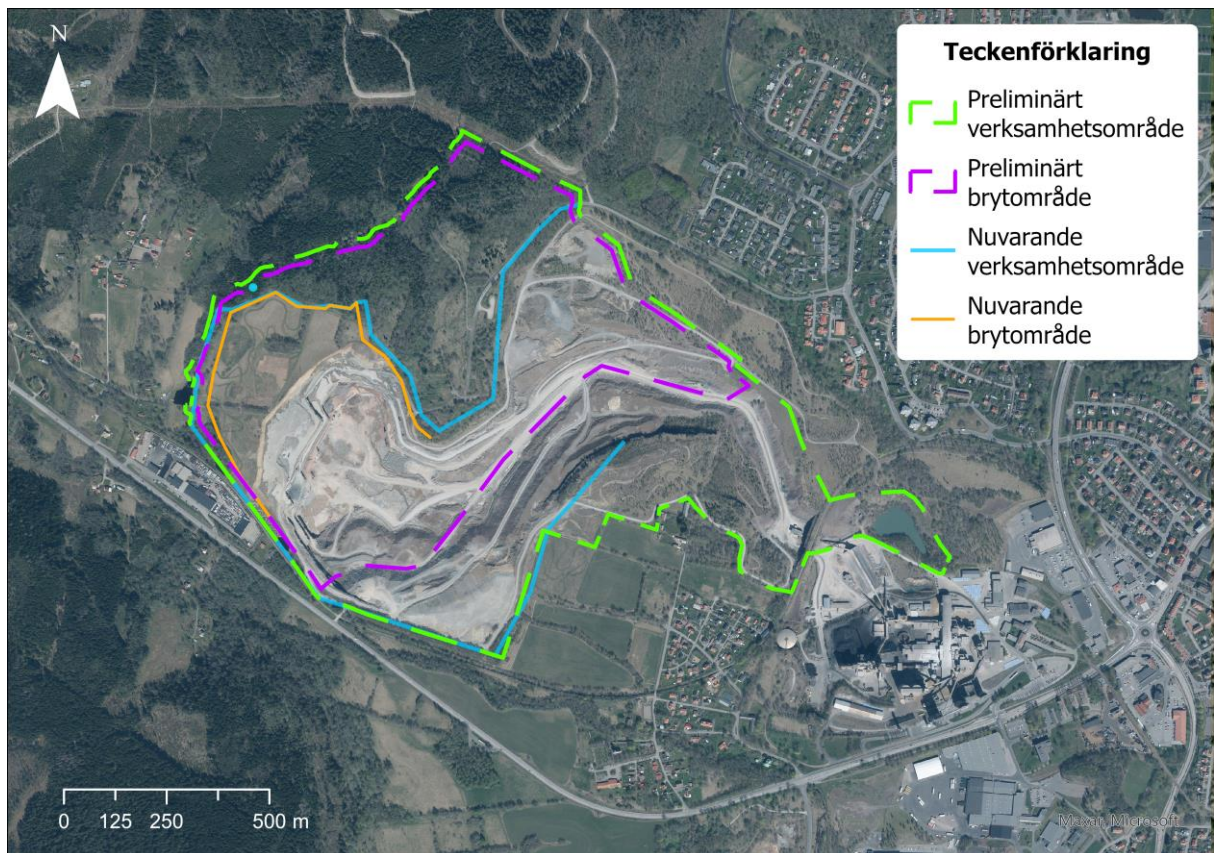 N
Teckenförklaring
Preliminärt
verksamhetsområde
Preliminärt
brytområde
Nuvarande
verksamhetsområde
Nuvarande
brytområde
0 125 250 500 m
Maxar, Microsoft